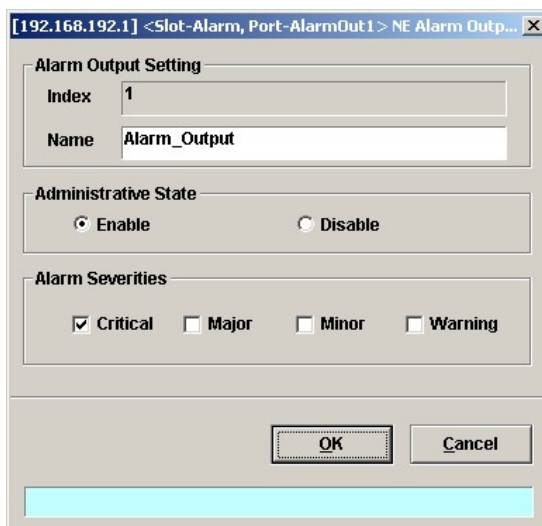 [192.168.192.1] <Slot-Alarm, Port-AlarmOut1> NE Alarm Outp...
Alarm Output Setting
Index 1
Name Alarm_Output
Administrative State
Enable Disable
Alarm Severities
Critical Major Minor Warning
OK Cancel